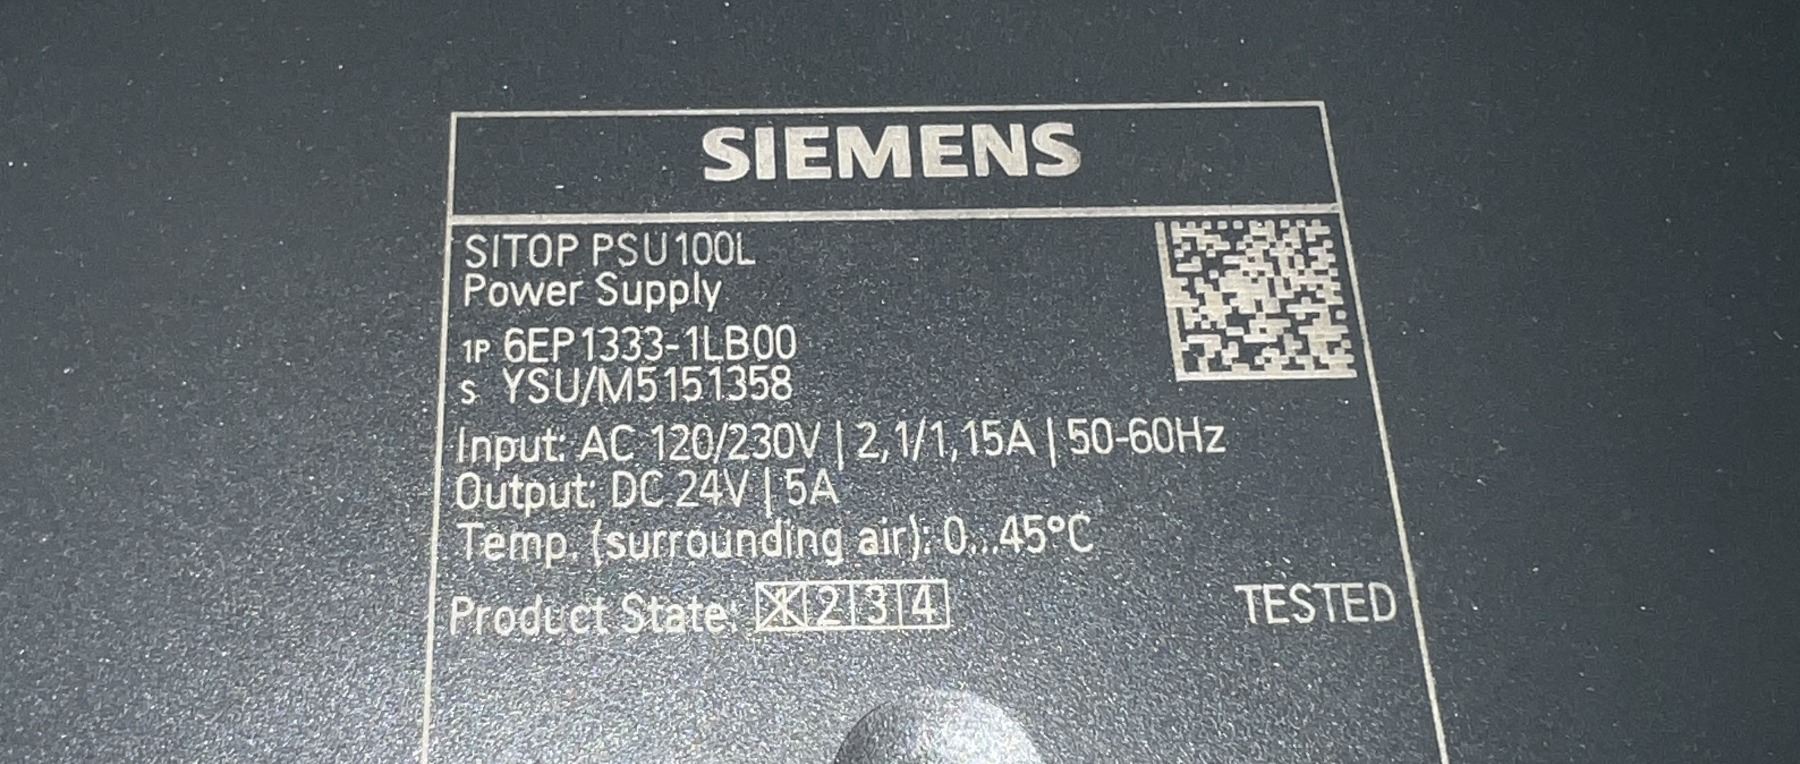 SIEMENS
SITOP PSU100L
Power Supply
1P 6EP1333-1LB00
S YSU/M5151358
Input: AC 120/230V | 2,1/1,15A | 50-60Hz
Output: DC 24V | 5A
Temp. (surrounding air): 0...45°C
Product State: X 2 3 4 TESTED